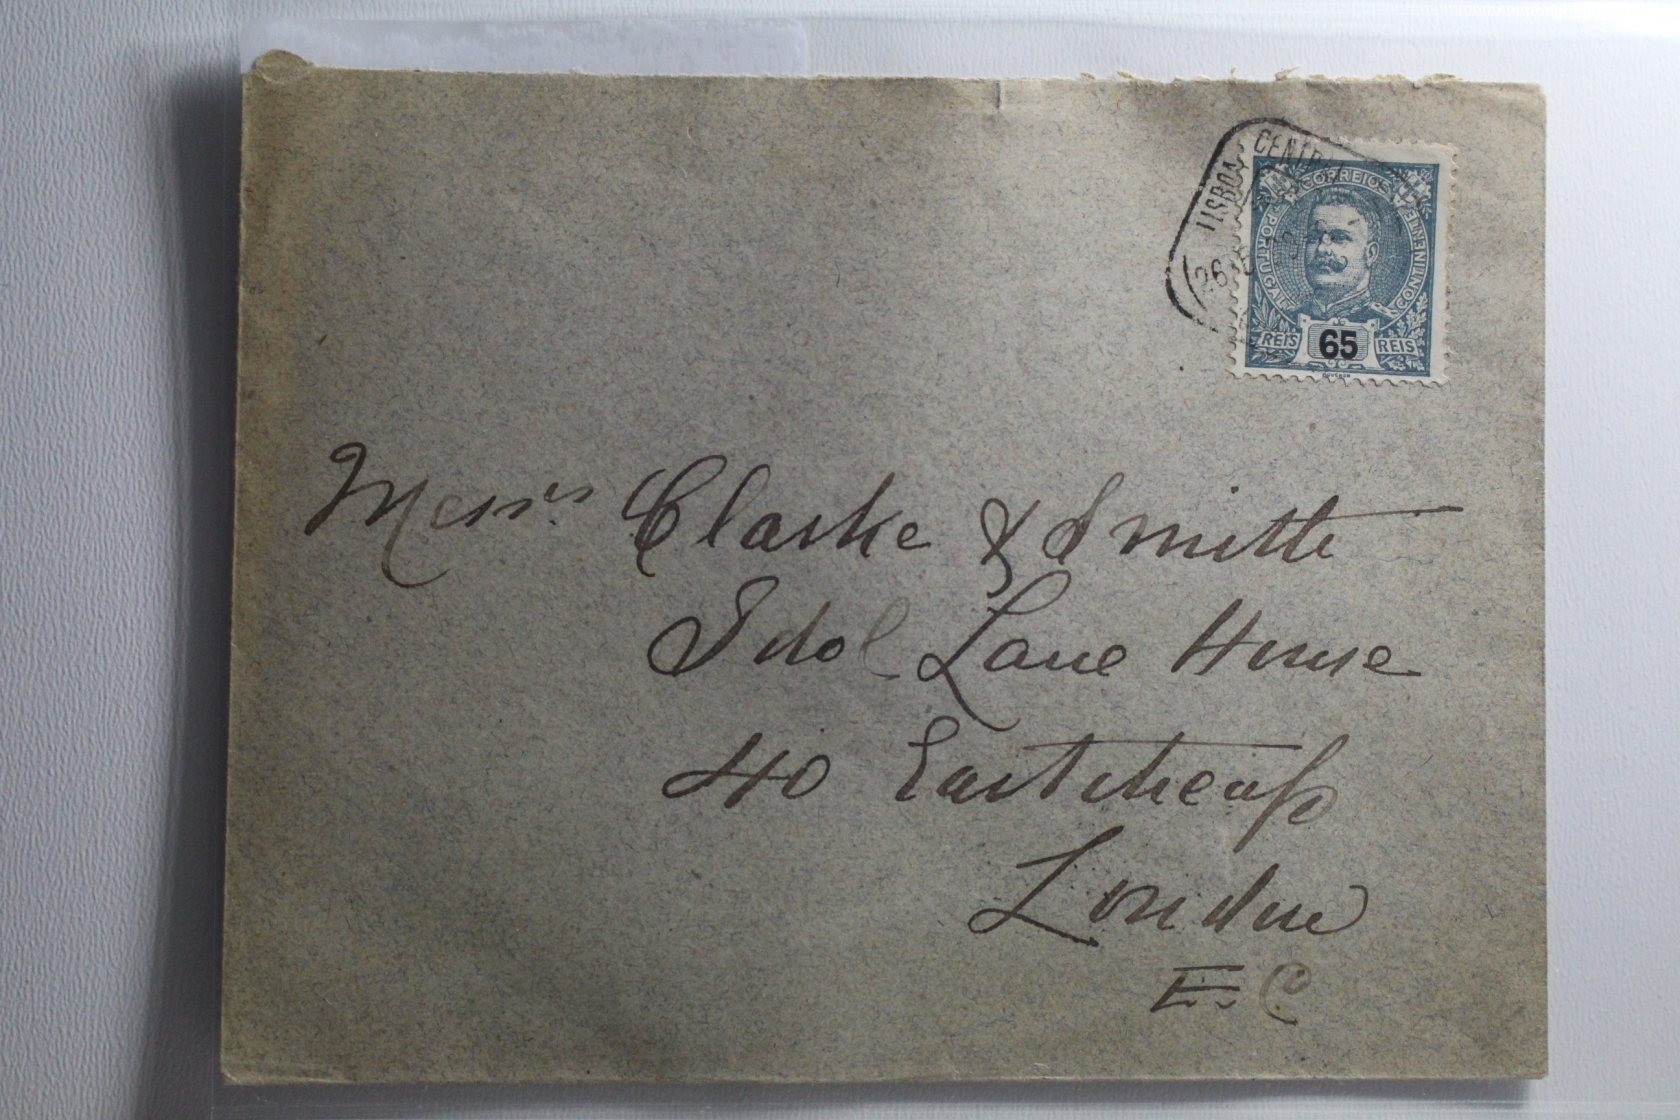 LISBOA CENTRAL
26
CORREIOS
PORTUGAL
CONTINENTE
REIS 65 REIS
Messrs Clarke & Smith
Idol Lane House
40 Eastcheap
London
E.C